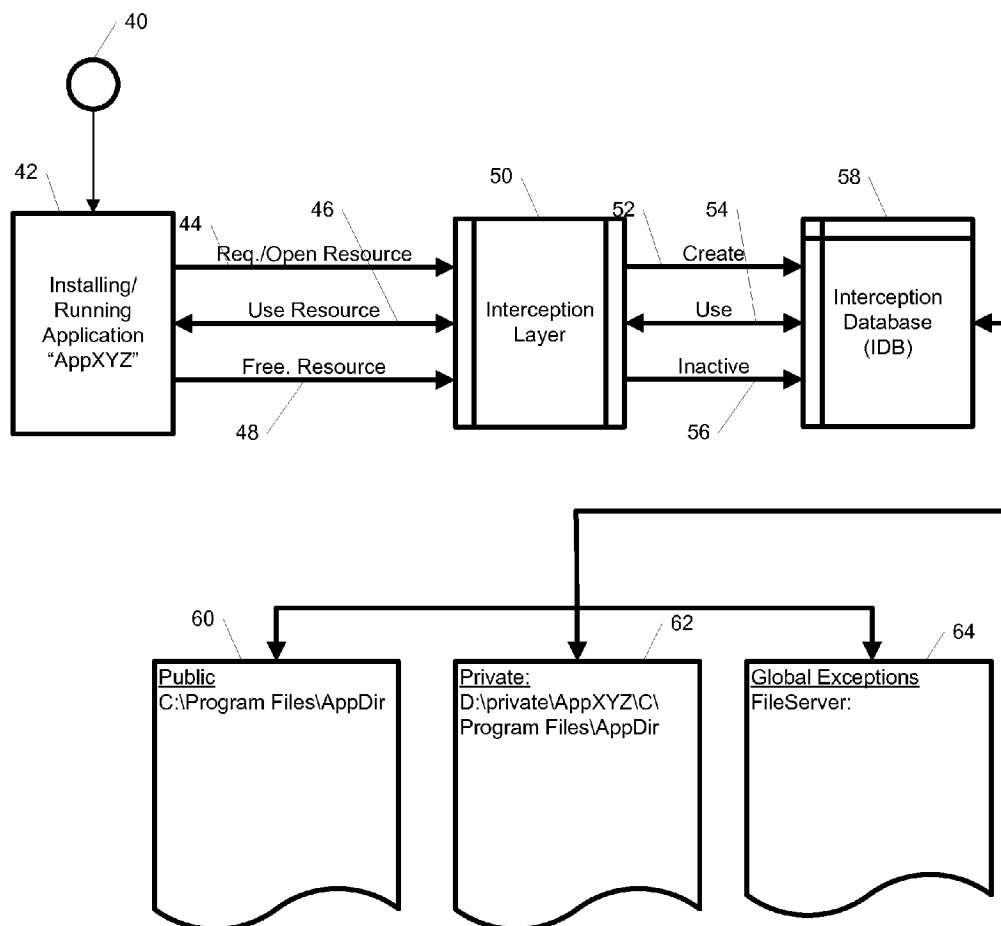 40
42
44
46
50
52
54
58
Req./Open Resource
Create
Installing/
Running
Application
“AppXYZ”
Use Resource
Interception
Layer
Use
Interception
Database
(IDB)
Free. Resource
Inactive
48
56
60
62
64
Public
C:\Program Files\AppDir
Private:
D:\private\AppXYZ\C\
Program Files\AppDir
Global Exceptions
FileServer: